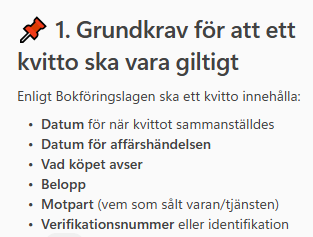 📌 1. Grundkrav för att ett
kvitto ska vara giltigt
Enligt Bokföringslagen ska ett kvitto innehålla:
• Datum för när kvittot sammanställdes
• Datum för affärshändelsen
• Vad köpet avser
• Belopp
• Motpart (vem som sålt varan/tjänsten)
• Verifikationsnummer eller identifikation